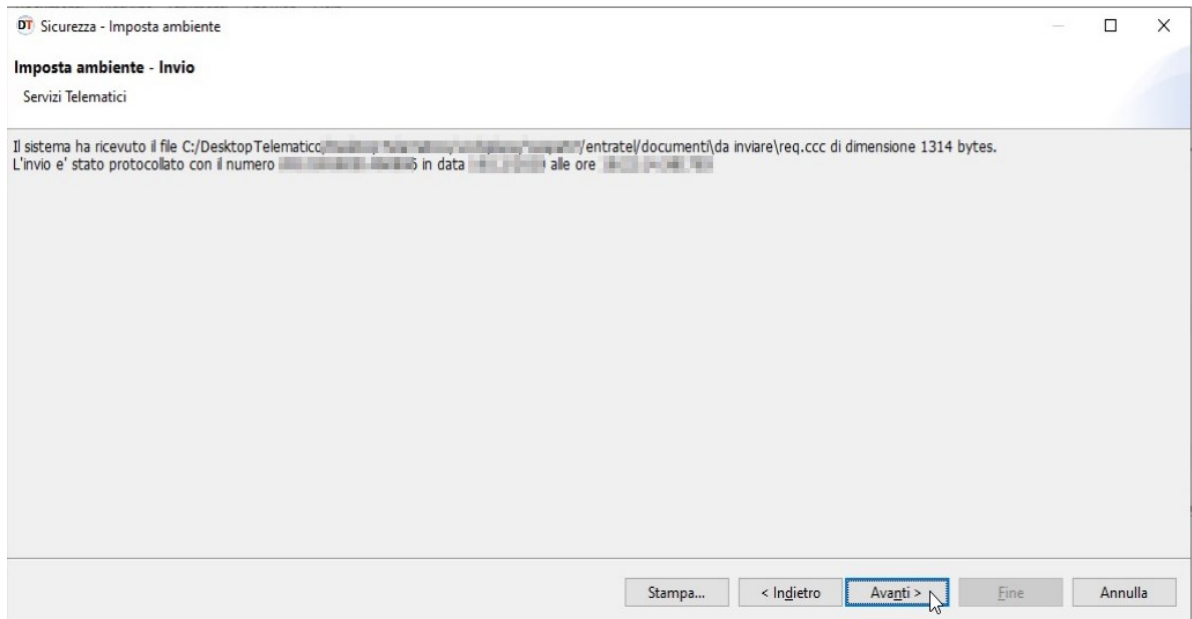 DT Sicurezza - Imposta ambiente
Imposta ambiente - Invio
Servizi Telematici
Il sistema ha ricevuto il file C:/DesktopTelematico /entratel/documenti\da inviare\req.ccc di dimensione 1314 bytes.
L'invio e' stato protocollato con il numero in data alle ore
Stampa... < Indietro Avanti > Fine Annulla